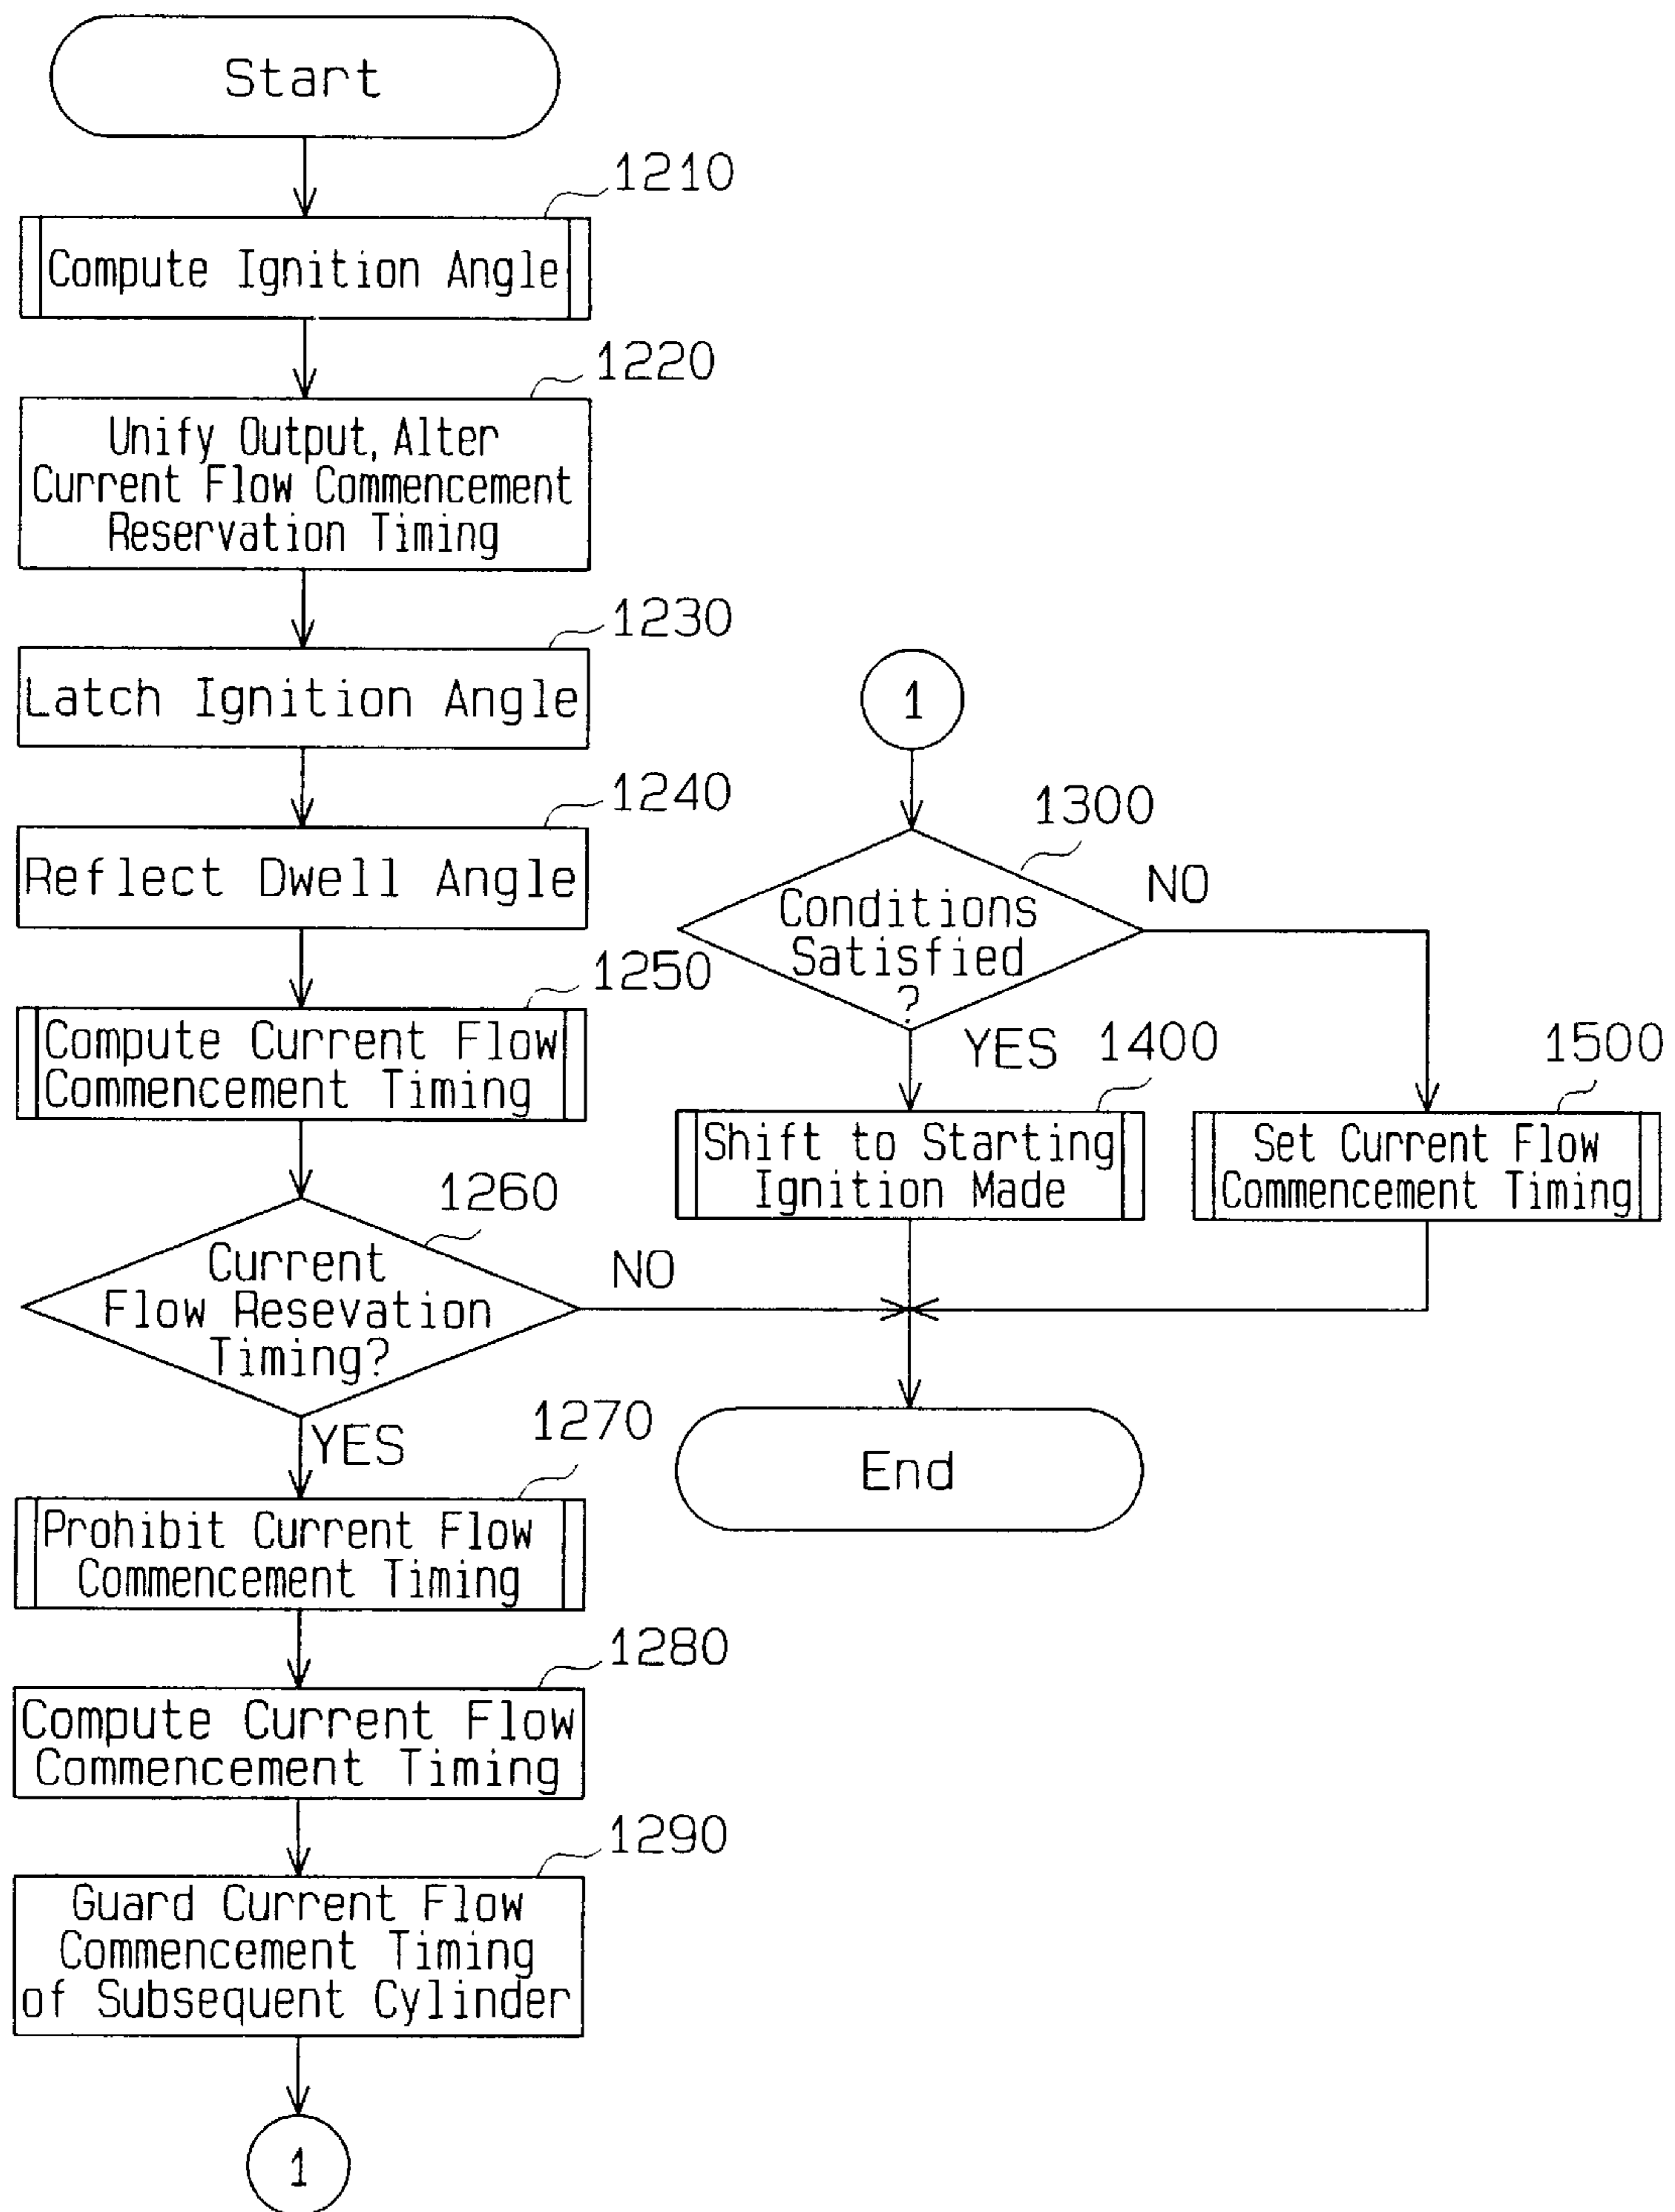 Start
1210
Compute Ignition Angle
1220
Unify Output, Alter
Current Flow Commencement
Reservation Timing
1230
Latch Ignition Angle
1240
Reflect Dwell Angle
1250
Compute Current Flow
Commencement Timing
1260
Current
Flow Resevation
Timing?
NO
YES
1270
Prohibit Current Flow
Commencement Timing
1280
Compute Current Flow
Commencement Timing
1290
Guard Current Flow
Commencement Timing
of Subsequent Cylinder
1
1
1300
Conditions
Satisfied
?
NO
YES
1400
Shift to Starting
Ignition Made
1500
Set Current Flow
Commencement Timing
End